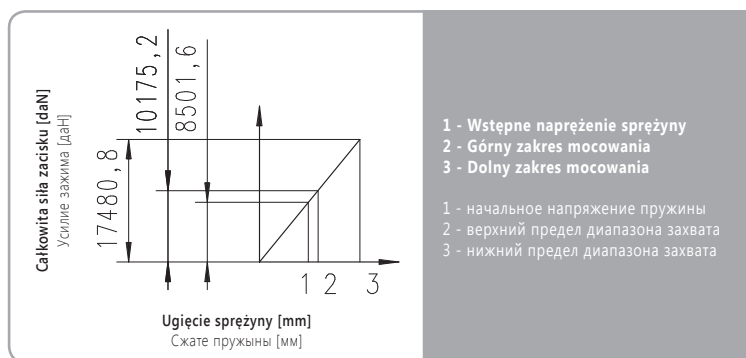 Całkowita siła zacisku [daN]
Усилие зажима [даН]
17480,8
10175,2
8501,6
1 2 3
Ugięcie sprężyny [mm]
Сжате пружыны [мм]
1 - Wstępne naprężenie sprężyny
2 - Górny zakres mocowania
3 - Dolny zakres mocowania
1 - начальное напряжение пружины
2 - верхний предел диапазона захвата
3 - нижний предел диапазона захвата